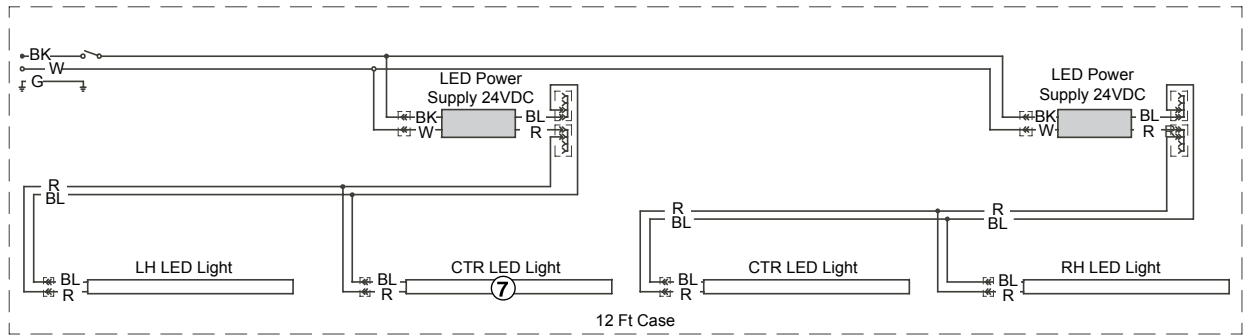 BK
W
G
LED Power
Supply 24VDC
BK
BL
W
R
LED Power
Supply 24VDC
BK
BL
W
R
R
BL
R
R
BL
BL
LH LED Light
BL
R
CTR LED Light
BL
R
7
CTR LED Light
BL
R
RH LED Light
BL
R
12 Ft Case